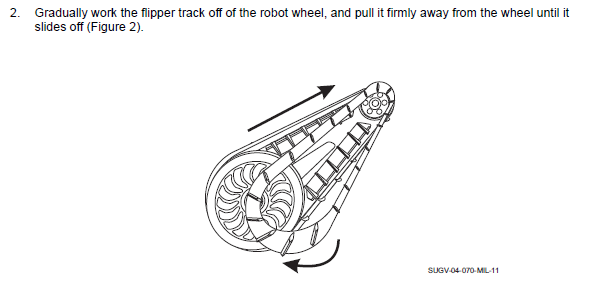 2. Gradually work the flipper track off of the robot wheel, and pull it firmly away from the wheel until it
slides off (Figure 2).
SUGV-04-070-MIL-11